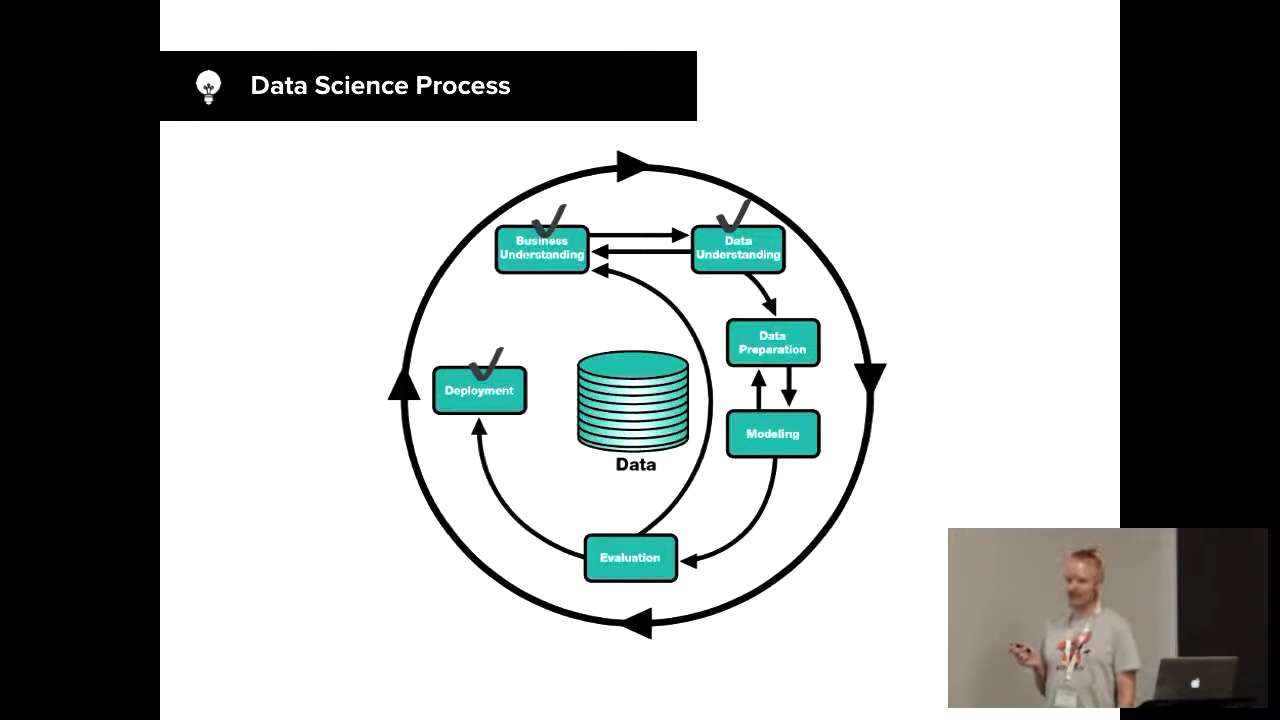 Data Science Process
Business
Understanding
Data
Understanding
Data
Preparation
Deployment
Modeling
Data
Evaluation